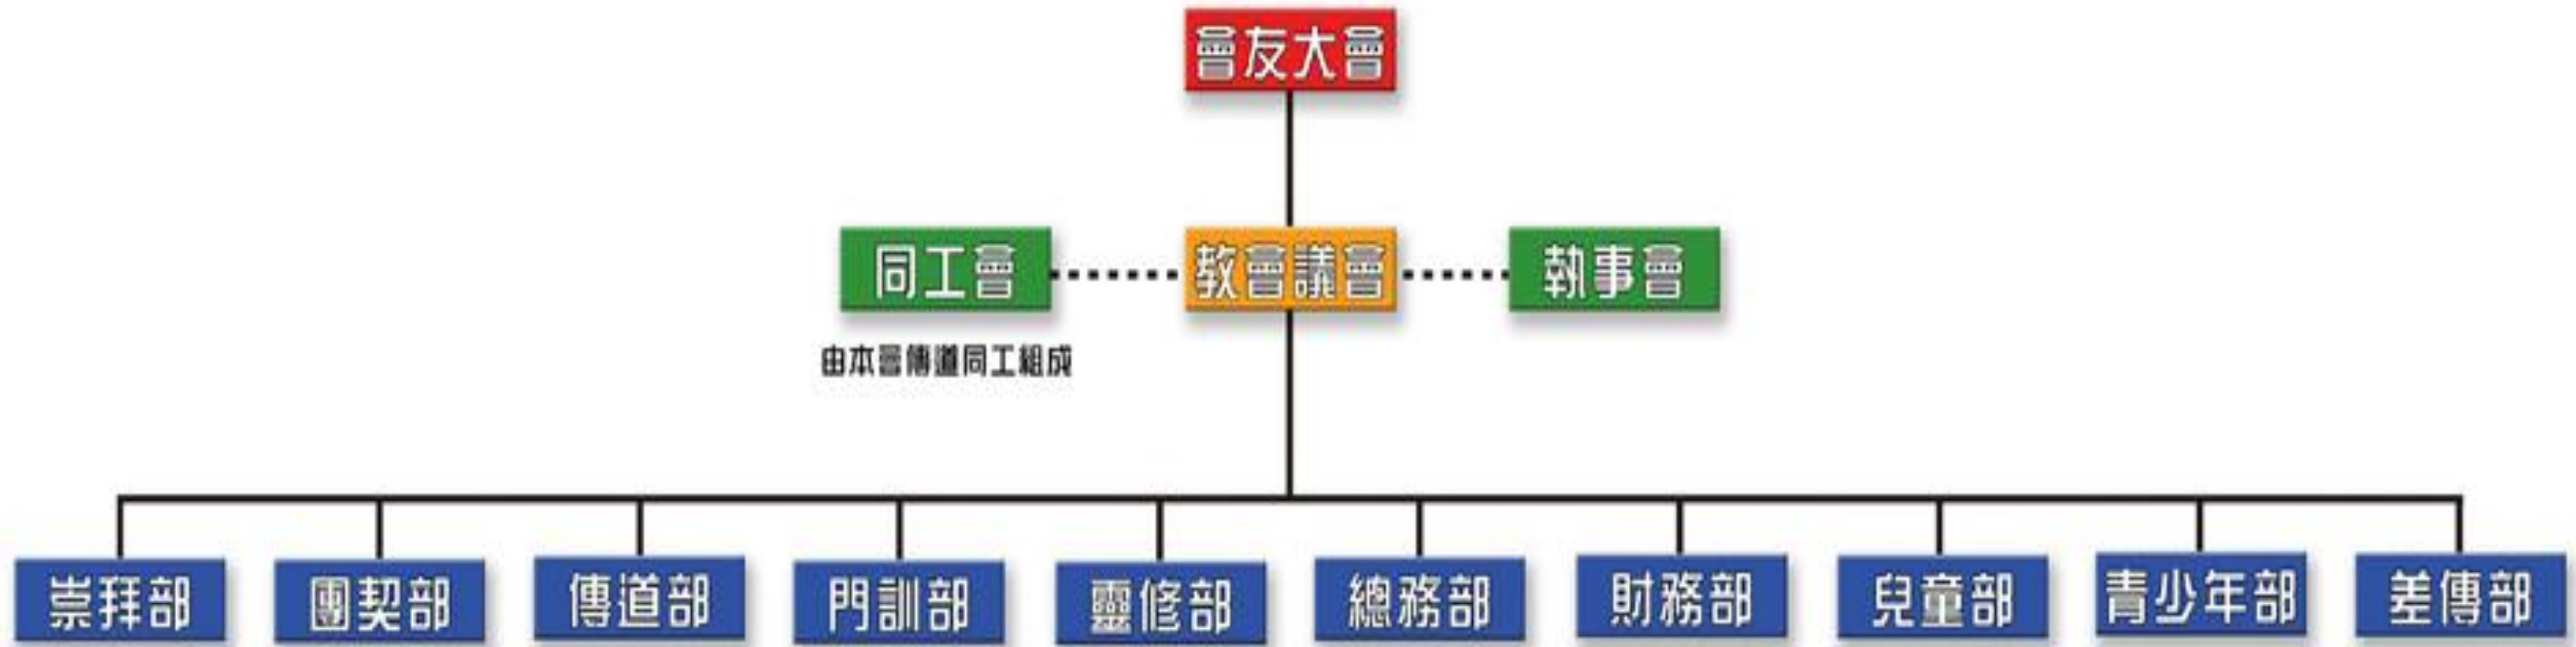 會友大會
同工會
教會議會
執事會
由本會傳道同工組成
崇拜部
團契部
傳道部
門訓部
靈修部
總務部
財務部
兒童部
青少年部
差傳部